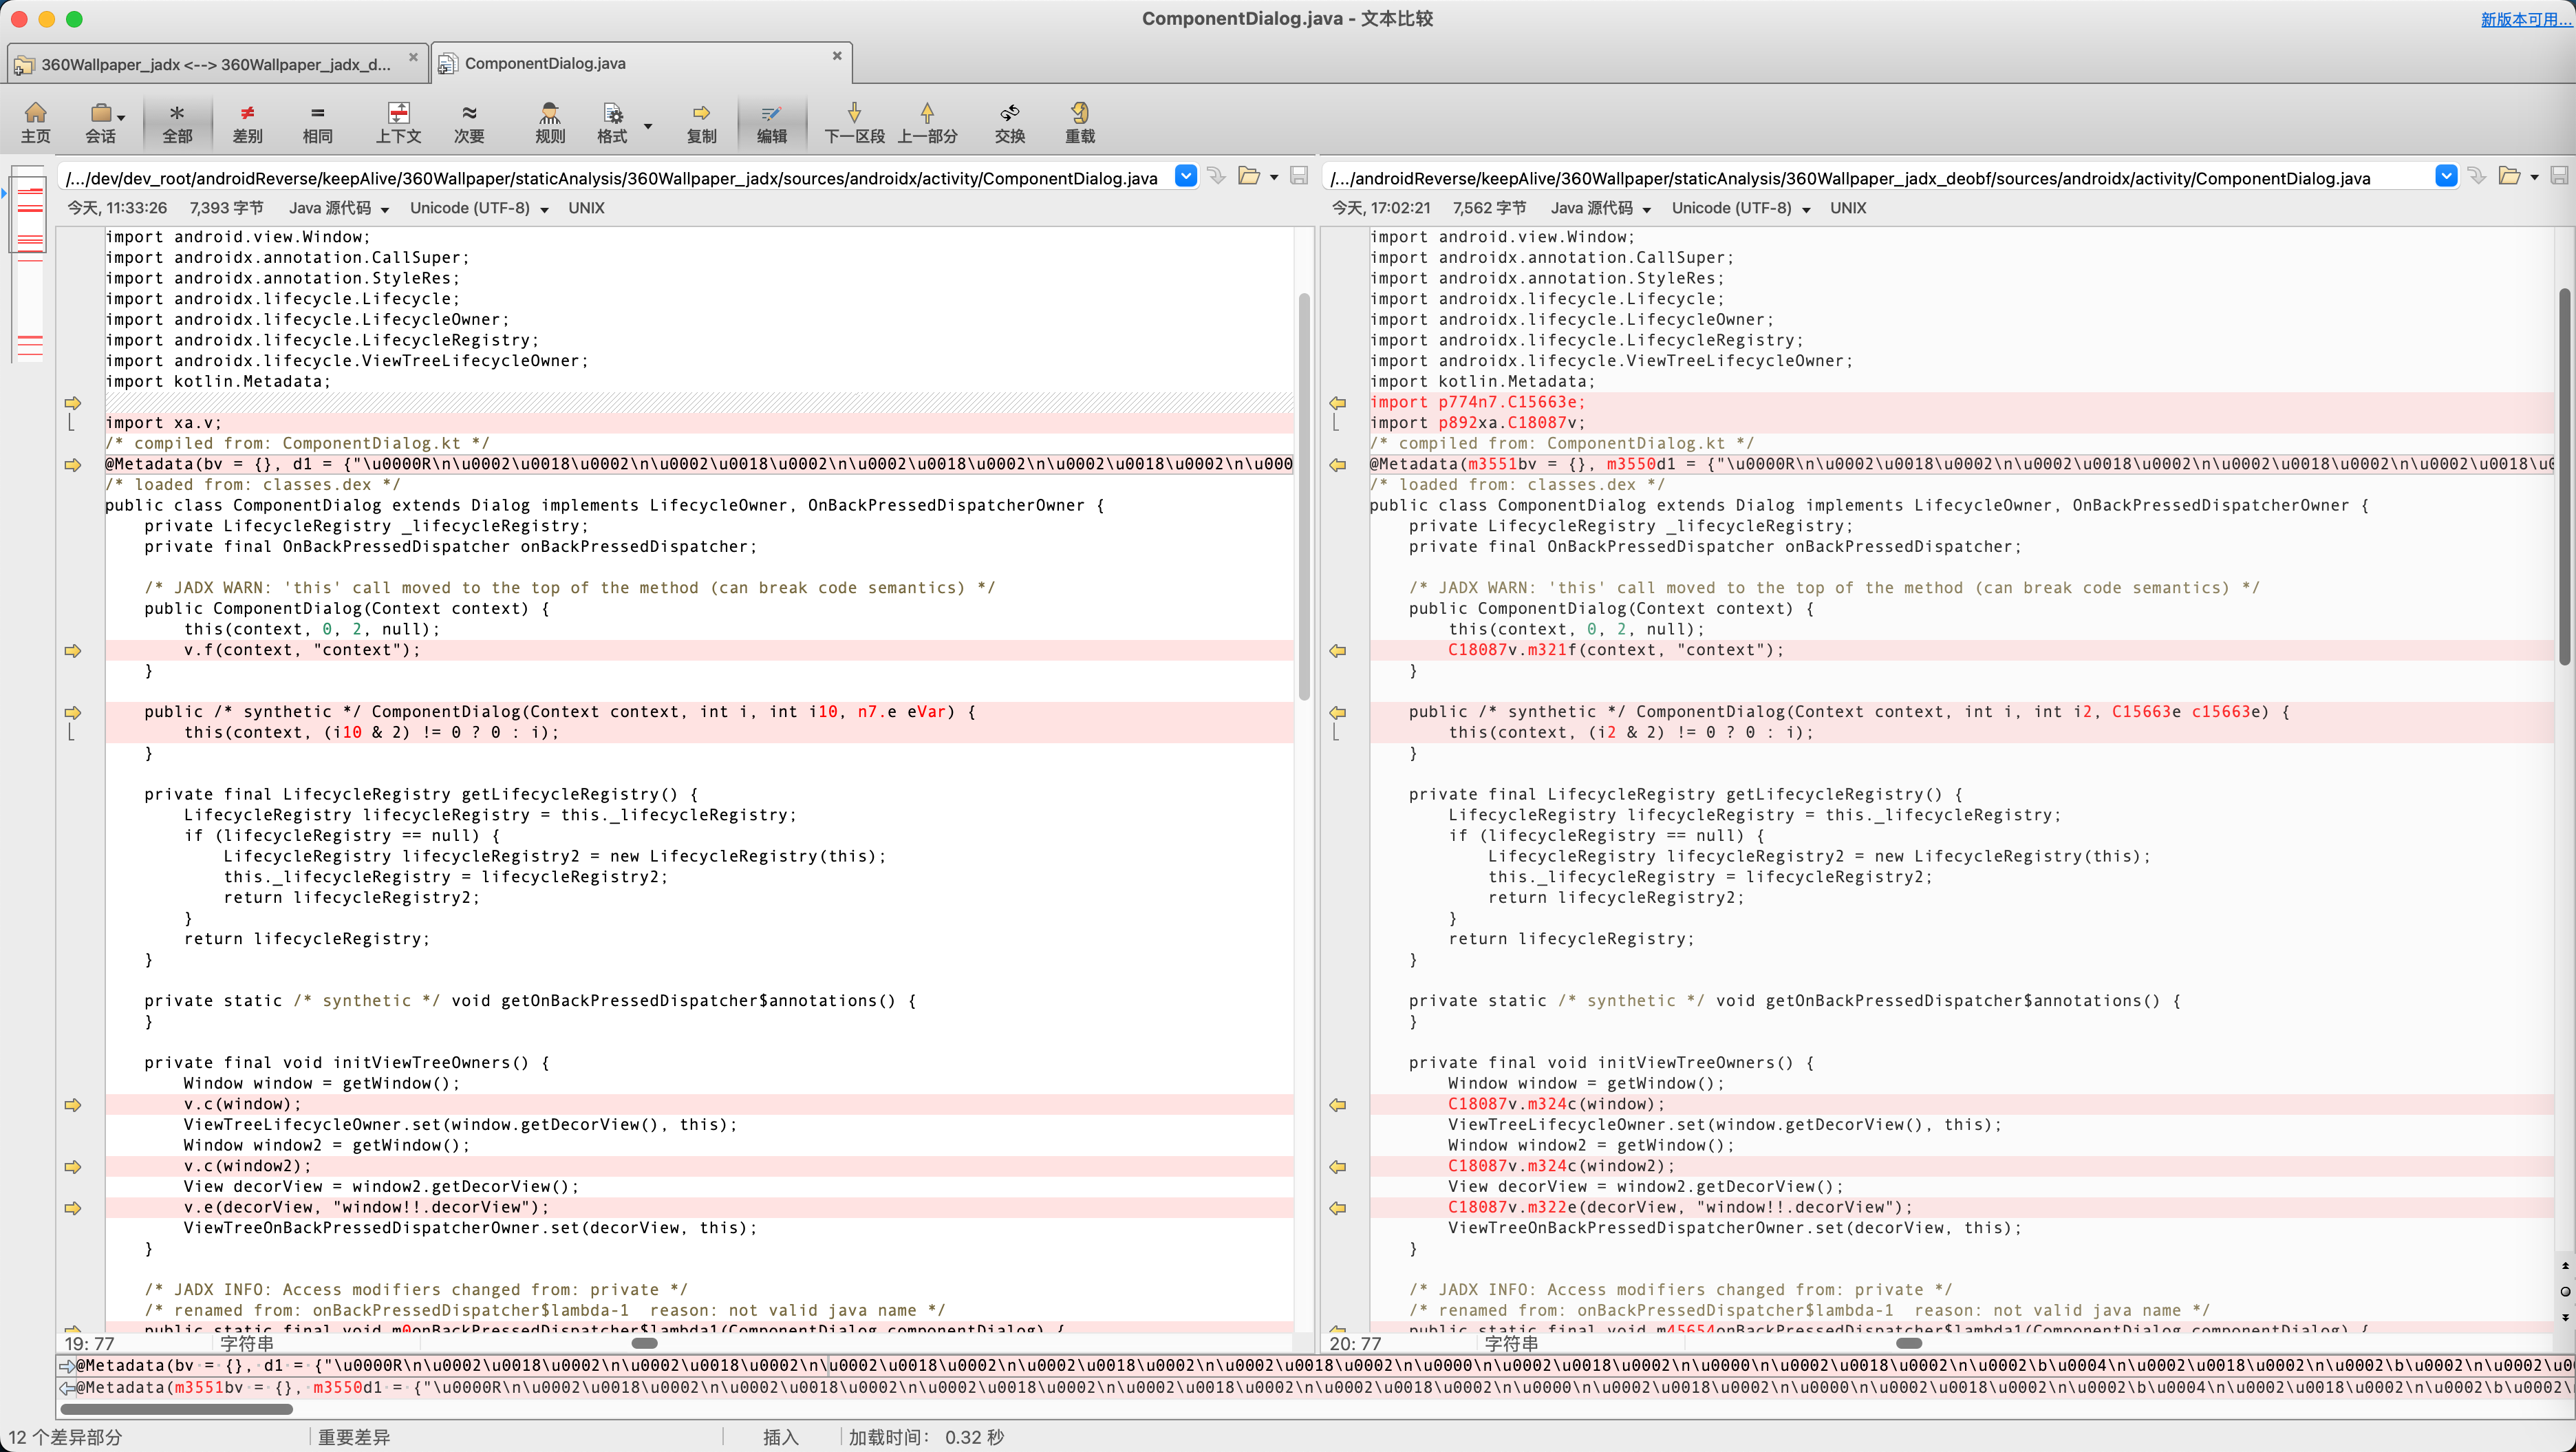 ComponentDialog.java - 文本比较
新版本可用...
360Wallpaper_jadx <--> 360Wallpaper_jadx_d...
ComponentDialog.java
主页 会话 全部 差别 相同 上下文 次要 规则 格式 复制 编辑 下一区段 上一部分 交换 重载
/.../dev/dev_root/androidReverse/keepAlive/360Wallpaper/staticAnalysis/360Wallpaper_jadx/sources/androidx/activity/ComponentDialog.java
今天, 11:33:26 7,393 字节 Java 源代码 Unicode (UTF-8) UNIX
import android.view.Window;
import androidx.annotation.CallSuper;
import androidx.annotation.StyleRes;
import androidx.lifecycle.Lifecycle;
import androidx.lifecycle.LifecycleOwner;
import androidx.lifecycle.LifecycleRegistry;
import androidx.lifecycle.ViewTreeLifecycleOwner;
import kotlin.Metadata;
import xa.v;
/* compiled from: ComponentDialog.kt */
@Metadata(bv = {}, d1 = {"\u0000R\n\u0002\u0018\u0002\n\u0002\u0018\u0002\n\u0002\u0018\u0002\n\u0002\u0018\u0002\n\u000
/* loaded from: classes.dex */
public class ComponentDialog extends Dialog implements LifecycleOwner, OnBackPressedDispatcherOwner {
    private LifecycleRegistry _lifecycleRegistry;
    private final OnBackPressedDispatcher onBackPressedDispatcher;
    /* JADX WARN: 'this' call moved to the top of the method (can break code semantics) */
    public ComponentDialog(Context context) {
        this(context, 0, 2, null);
        v.f(context, "context");
    }
    public /* synthetic */ ComponentDialog(Context context, int i, int i10, n7.e eVar) {
        this(context, (i10 & 2) != 0 ? 0 : i);
    }
    private final LifecycleRegistry getLifecycleRegistry() {
        LifecycleRegistry lifecycleRegistry = this._lifecycleRegistry;
        if (lifecycleRegistry == null) {
            LifecycleRegistry lifecycleRegistry2 = new LifecycleRegistry(this);
            this._lifecycleRegistry = lifecycleRegistry2;
            return lifecycleRegistry2;
        }
        return lifecycleRegistry;
    }
    private static /* synthetic */ void getOnBackPressedDispatcher$annotations() {
    }
    private final void initViewTreeOwners() {
        Window window = getWindow();
        v.c(window);
        ViewTreeLifecycleOwner.set(window.getDecorView(), this);
        Window window2 = getWindow();
        v.c(window2);
        View decorView = window2.getDecorView();
        v.e(decorView, "window!!.decorView");
        ViewTreeOnBackPressedDispatcherOwner.set(decorView, this);
    }
    /* JADX INFO: Access modifiers changed from: private */
    /* renamed from: onBackPressedDispatcher$lambda-1  reason: not valid java name */
    public static final void m0onBackPressedDispatcher$lambda1(ComponentDialog componentDialog) {
19: 77 字符串
/.../androidReverse/keepAlive/360Wallpaper/staticAnalysis/360Wallpaper_jadx_deobf/sources/androidx/activity/ComponentDialog.java
今天, 17:02:21 7,562 字节 Java 源代码 Unicode (UTF-8) UNIX
import android.view.Window;
import androidx.annotation.CallSuper;
import androidx.annotation.StyleRes;
import androidx.lifecycle.Lifecycle;
import androidx.lifecycle.LifecycleOwner;
import androidx.lifecycle.LifecycleRegistry;
import androidx.lifecycle.ViewTreeLifecycleOwner;
import kotlin.Metadata;
import p774n7.C15663e;
import p892xa.C18087v;
/* compiled from: ComponentDialog.kt */
@Metadata(m3551bv = {}, m3550d1 = {"\u0000R\n\u0002\u0018\u0002\n\u0002\u0018\u0002\n\u0002\u0018\u0002\n\u0002\u0018\u0
/* loaded from: classes.dex */
public class ComponentDialog extends Dialog implements LifecycleOwner, OnBackPressedDispatcherOwner {
    private LifecycleRegistry _lifecycleRegistry;
    private final OnBackPressedDispatcher onBackPressedDispatcher;
    /* JADX WARN: 'this' call moved to the top of the method (can break code semantics) */
    public ComponentDialog(Context context) {
        this(context, 0, 2, null);
        C18087v.m321f(context, "context");
    }
    public /* synthetic */ ComponentDialog(Context context, int i, int i2, C15663e c15663e) {
        this(context, (i2 & 2) != 0 ? 0 : i);
    }
    private final LifecycleRegistry getLifecycleRegistry() {
        LifecycleRegistry lifecycleRegistry = this._lifecycleRegistry;
        if (lifecycleRegistry == null) {
            LifecycleRegistry lifecycleRegistry2 = new LifecycleRegistry(this);
            this._lifecycleRegistry = lifecycleRegistry2;
            return lifecycleRegistry2;
        }
        return lifecycleRegistry;
    }
    private static /* synthetic */ void getOnBackPressedDispatcher$annotations() {
    }
    private final void initViewTreeOwners() {
        Window window = getWindow();
        C18087v.m324c(window);
        ViewTreeLifecycleOwner.set(window.getDecorView(), this);
        Window window2 = getWindow();
        C18087v.m324c(window2);
        View decorView = window2.getDecorView();
        C18087v.m322e(decorView, "window!!.decorView");
        ViewTreeOnBackPressedDispatcherOwner.set(decorView, this);
    }
    /* JADX INFO: Access modifiers changed from: private */
    /* renamed from: onBackPressedDispatcher$lambda-1  reason: not valid java name */
    public static final void m45654onBackPressedDispatcher$lambda1(ComponentDialog componentDialog) {
20: 77 字符串
@Metadata(bv = {}, d1 = {"\u0000R\n\u0002\u0018\u0002\n\u0002\u0018\u0002\n\u0002\u0018\u0002\n\u0002\u0018\u0002\n\u0002\u0018\u0002\n\u0000\n\u0002\u0018\u0002\n\u0000\n\u0002\u0018\u0002\n\u0002\b\u0004\n\u0002\u0018\u0002\n\u0002\b\u0002\n\u0002\u00
@Metadata(m3551bv = {}, m3550d1 = {"\u0000R\n\u0002\u0018\u0002\n\u0002\u0018\u0002\n\u0002\u0018\u0002\n\u0002\u0018\u0002\n\u0002\u0018\u0002\n\u0000\n\u0002\u0018\u0002\n\u0000\n\u0002\u0018\u0002\n\u0002\b\u0004\n\u0002\u0018\u0002\n\u0002\b\u0002\
12 个差异部分 重要差异 插入 加载时间： 0.32 秒